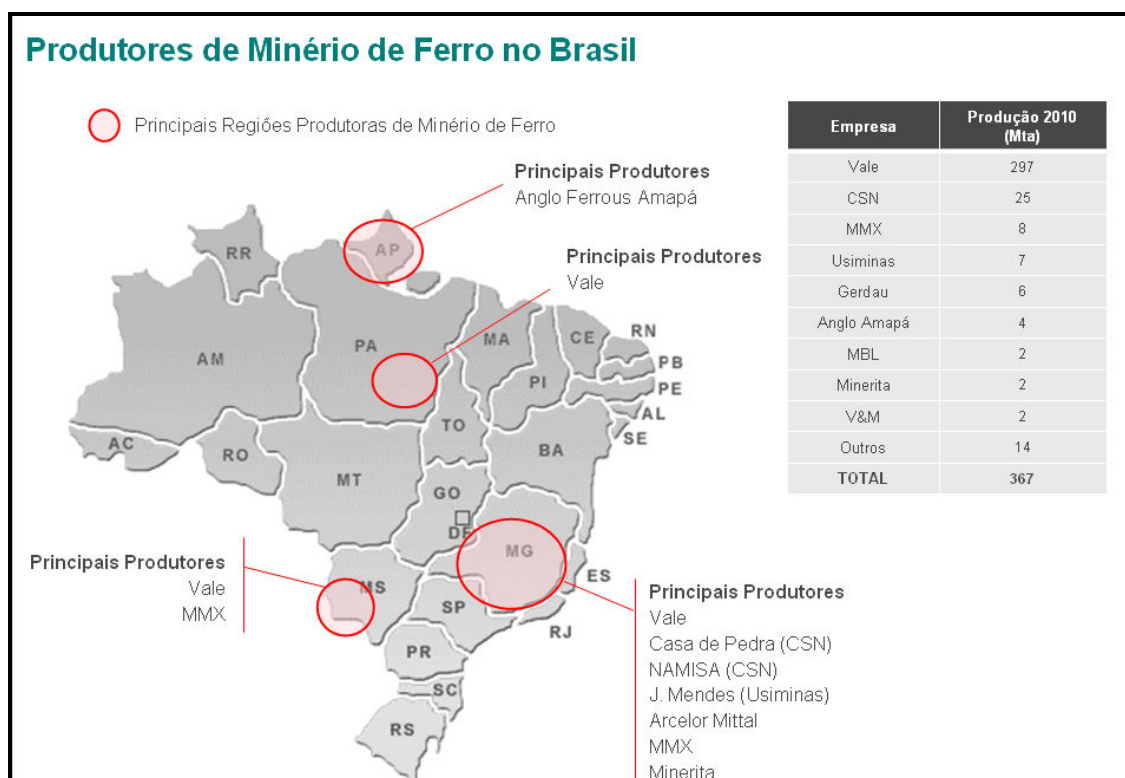 Produtores de Minério de Ferro no Brasil
Principais Regiões Produtoras de Minério de Ferro
Principais Produtores
Anglo Ferrous Amapá
Principais Produtores
Vale
RR
AP
AM
PA
MA
CE
RN
PB
PE
AL
SE
PI
AC
RO
TO
BA
MT
GO
DF
MG
ES
MS
SP
RJ
PR
SC
RS
Principais Produtores
Vale
MMX
Principais Produtores
Vale
Casa de Pedra (CSN)
NAMISA (CSN)
J. Mendes (Usiminas)
Arcelor Mittal
MMX
Minerita
Empresa Produção 2010
(Mta)
Vale 297
CSN 25
MMX 8
Usiminas 7
Gerdau 6
Anglo Amapá 4
MBL 2
Minerita 2
V&M 2
Outros 14
TOTAL 367